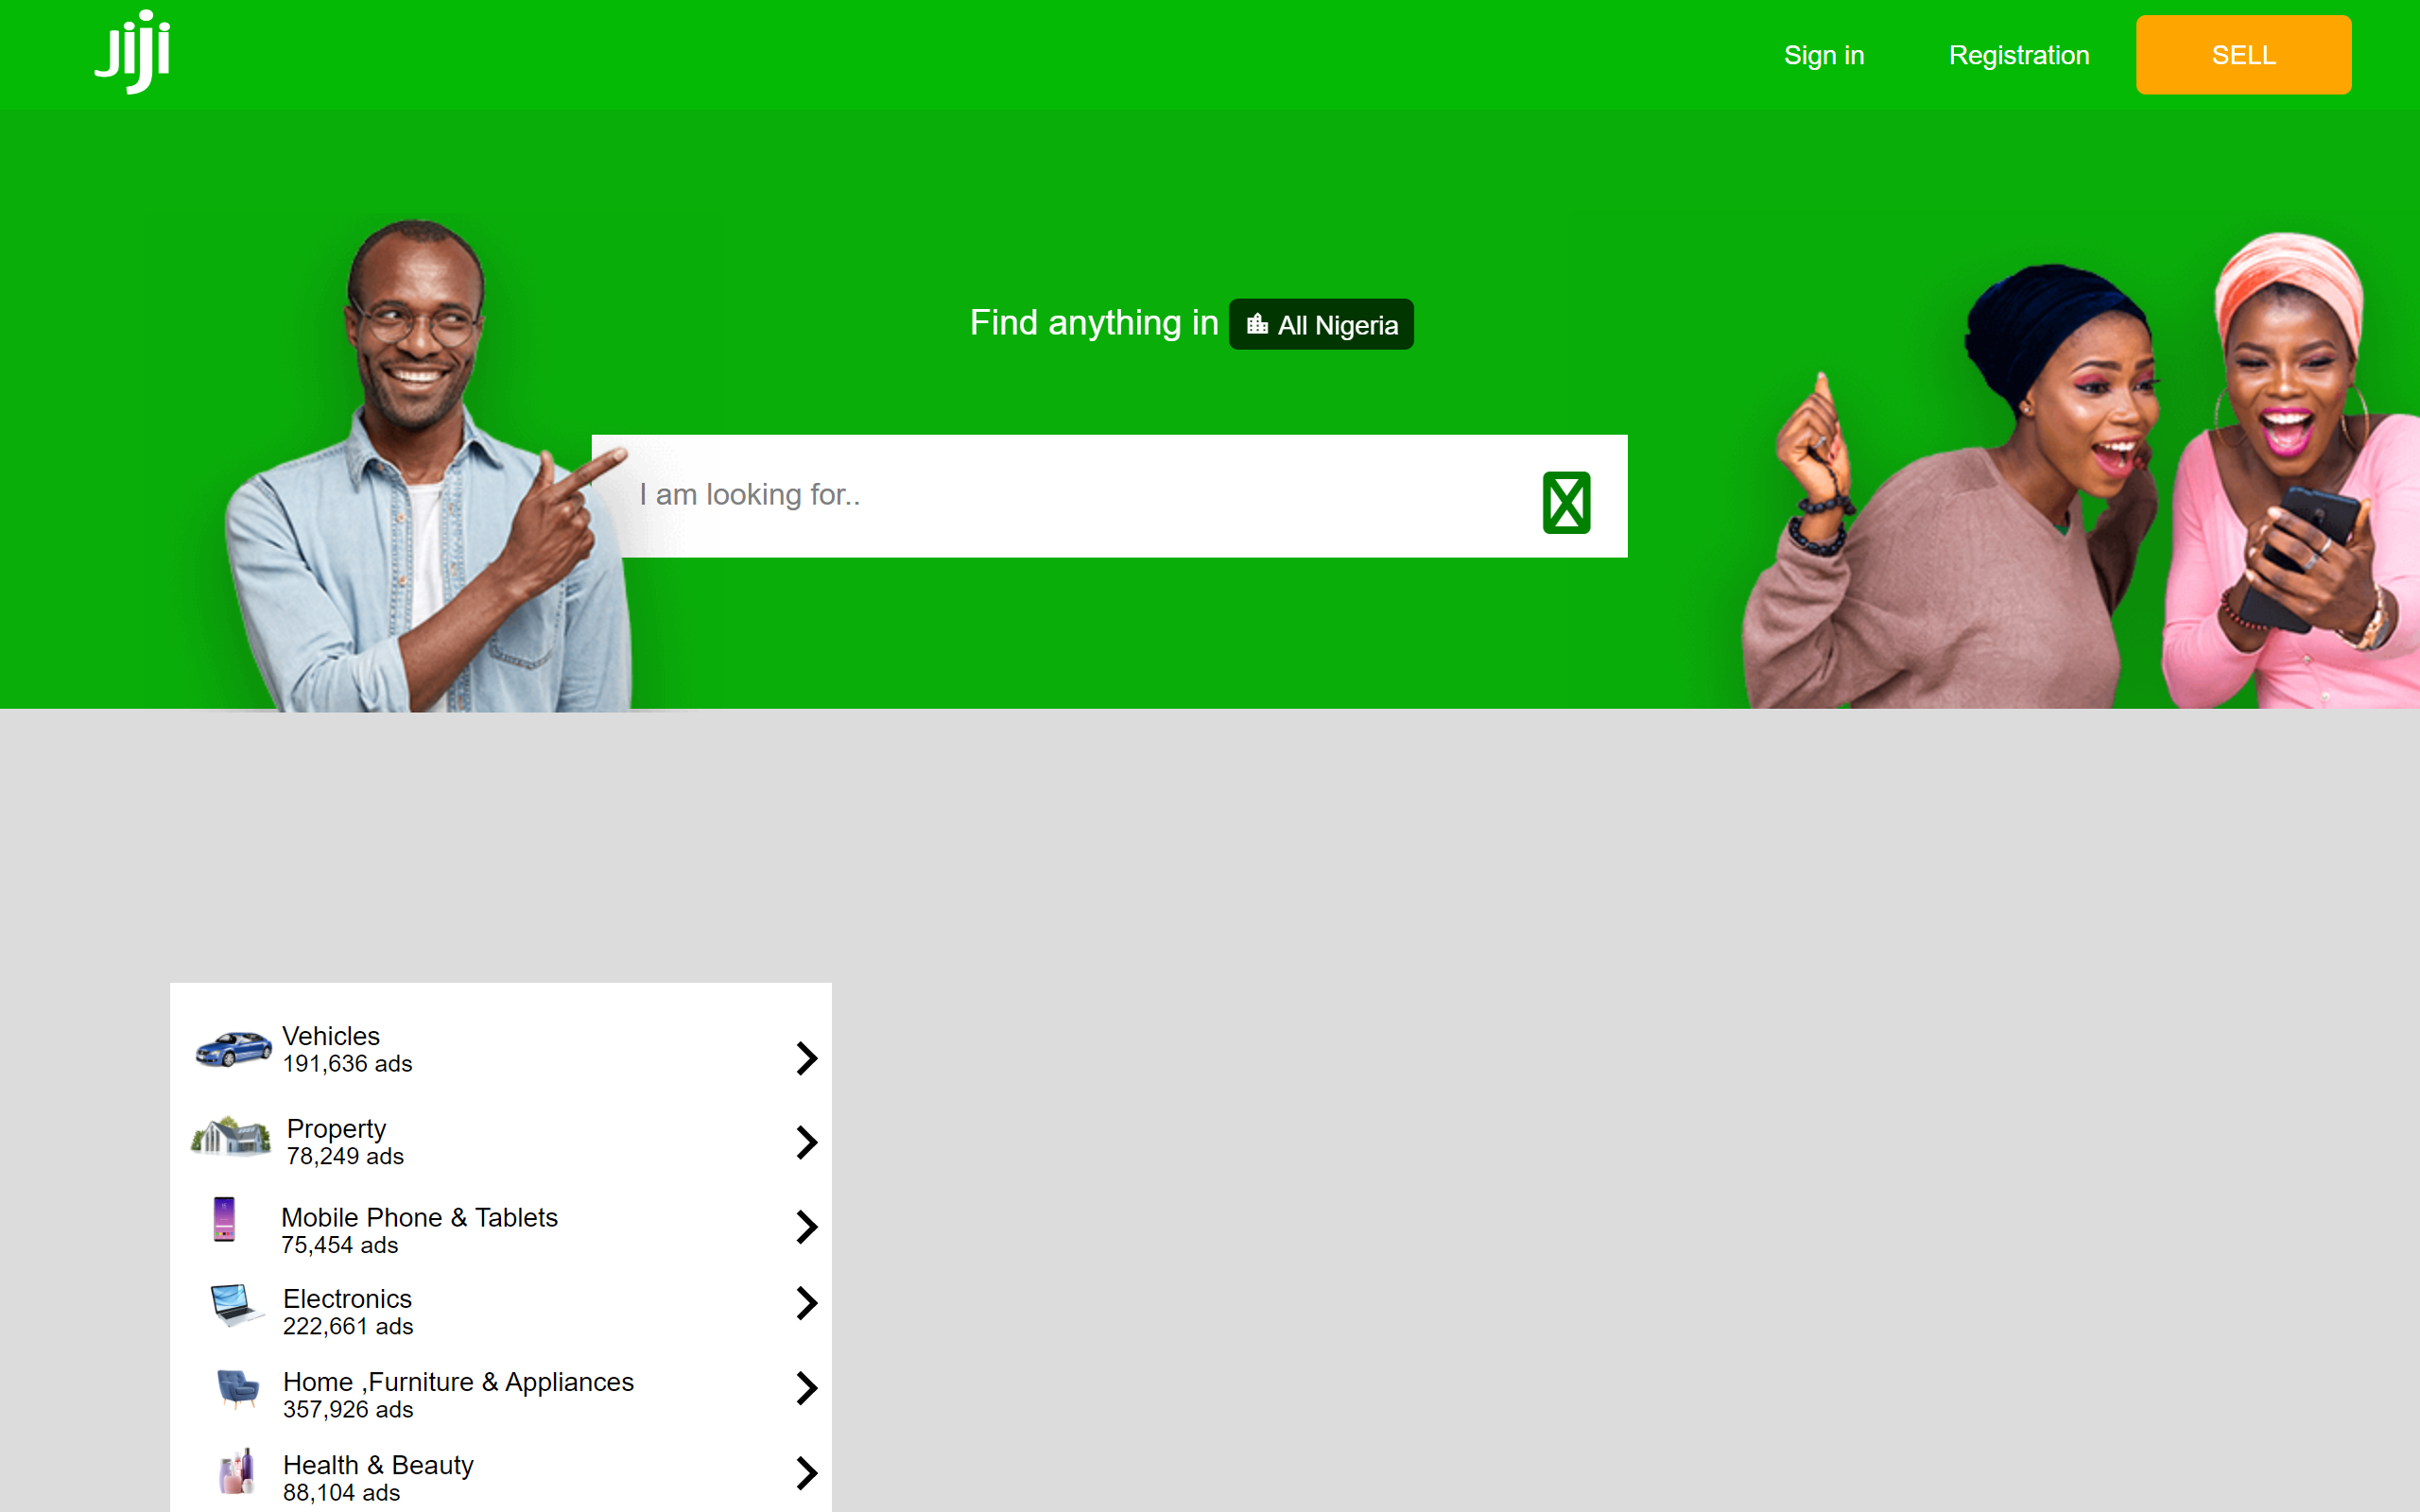 Jiji
Sign in
Registration
SELL
Find anything in All Nigeria
I am looking for..
Vehicles
191,636 ads
Property
78,249 ads
Mobile Phone & Tablets
75,454 ads
Electronics
222,661 ads
Home ,Furniture & Appliances
357,926 ads
Health & Beauty
88,104 ads